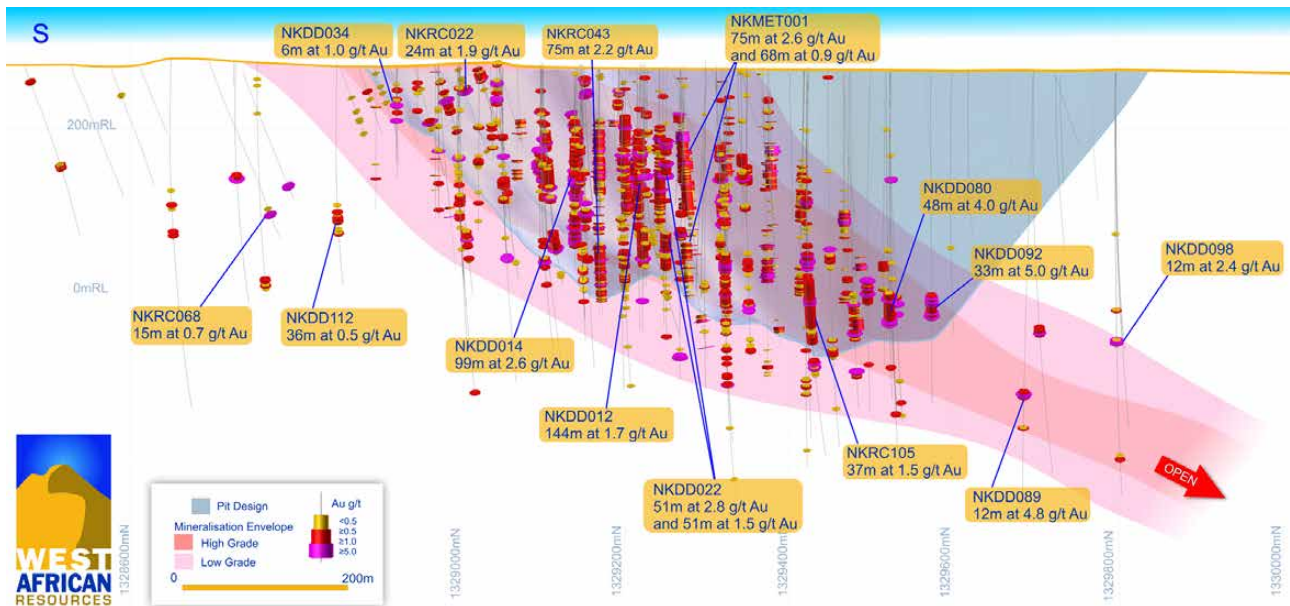 S
NKDD034
6m at 1.0 g/t Au
NKRC022
24m at 1.9 g/t Au
NKRC043
75m at 2.2 g/t Au
NKMET001
75m at 2.6 g/t Au
and 68m at 0.9 g/t Au
200mRL
NKDD080
48m at 4.0 g/t Au
NKDD092
33m at 5.0 g/t Au
NKDD098
12m at 2.4 g/t Au
0mRL
NKRC068
15m at 0.7 g/t Au
NKDD112
36m at 0.5 g/t Au
NKDD014
99m at 2.6 g/t Au
NKDD012
144m at 1.7 g/t Au
NKRC105
37m at 1.5 g/t Au
NKDD022
51m at 2.8 g/t Au
and 51m at 1.5 g/t Au
NKDD089
12m at 4.8 g/t Au
OPEN
WEST
AFRICAN
RESOURCES
Pit Design
Mineralisation Envelope
High Grade
Low Grade
Au g/t
<0.5
≥0.5
≥1.0
≥5.0
0
200m
1328600mN
1329000mN
1329200mN
1329400mN
1329600mN
1329800mN
1330000mN